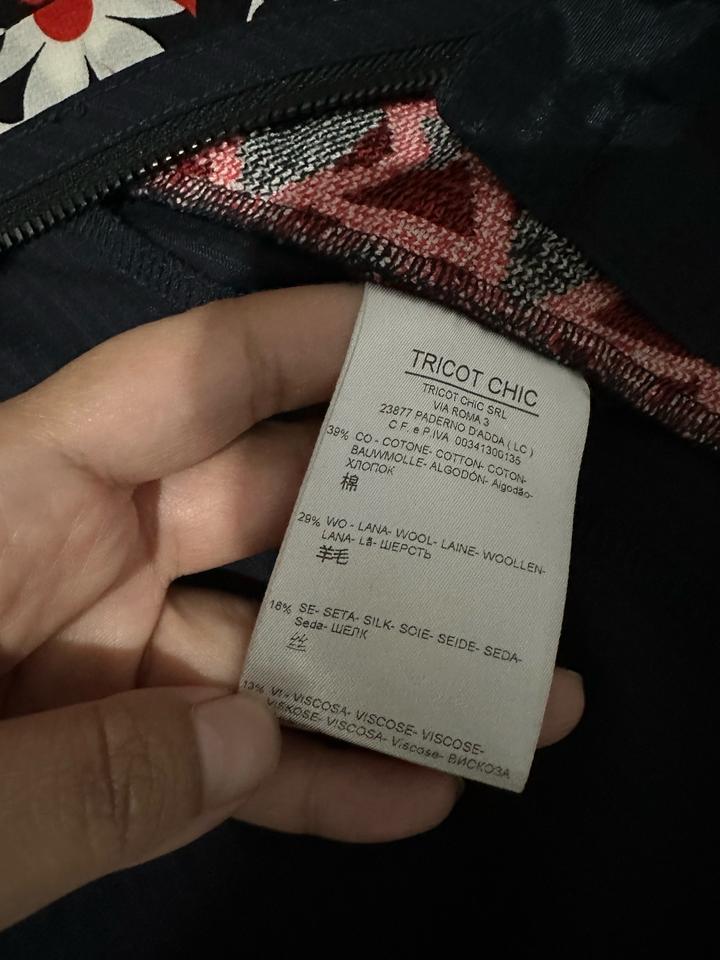 TRICOT CHIC
TRICOT CHIC SRL
VIA ROMA 3
23877 PADERNO D'ADDA ( LC )
C F. e P.IVA 00341300135
39% CO - COTONE- COTTON- COTON-
BAUWMOLLE- ALGODÓN- Algodão-
ХЛОПОК
棉
29% WO - LANA- WOOL- LAINE- WOOLLEN-
LANA- Lã- ШЕРСТЬ
羊毛
18% SE- SETA- SILK- SOIE- SEIDE- SEDA-
Seda- ШЕЛК
丝
13% VI - VISCOSA- VISCOSE- VISCOSE-
VISKOSE- VISCOSA- Viscose- ВИСКОЗА